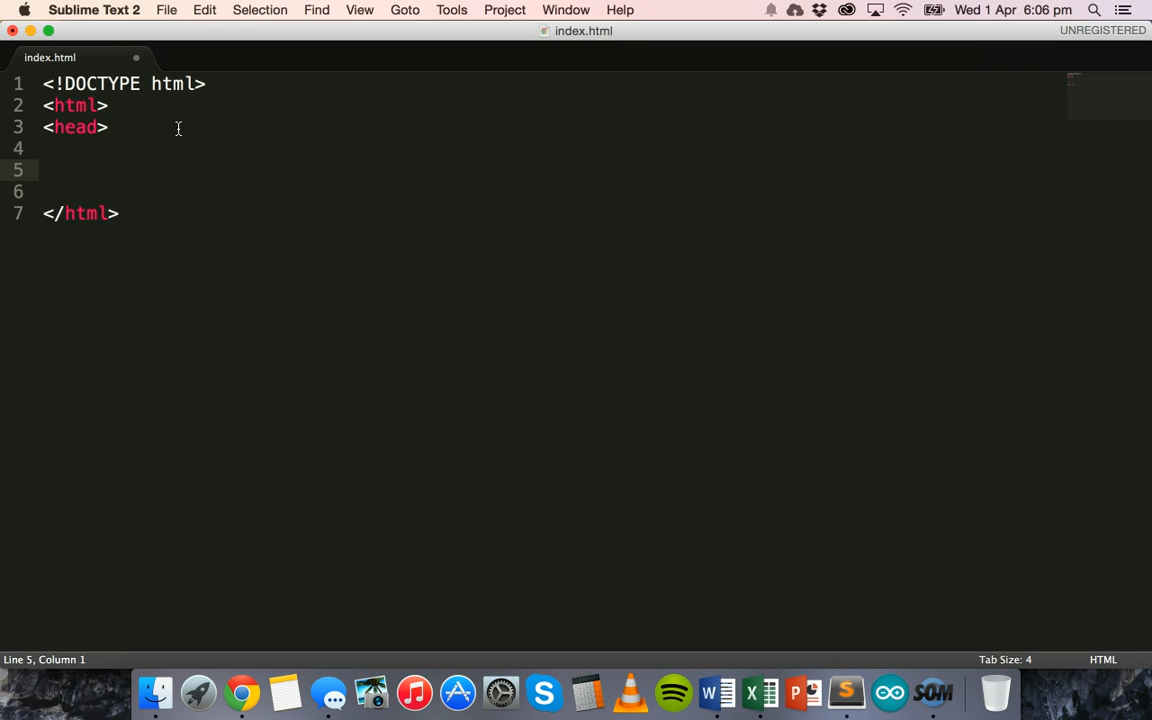 Sublime Text 2 File Edit Selection Find View Goto Tools Project Window Help Wed 1 Apr 6:06 pm
index.html UNREGISTERED
index.html
1 <!DOCTYPE html>
2 <html>
3 <head>
4
5
6
7 </html>
Line 5, Column 1 Tab Size: 4 HTML
S W X P S SOM